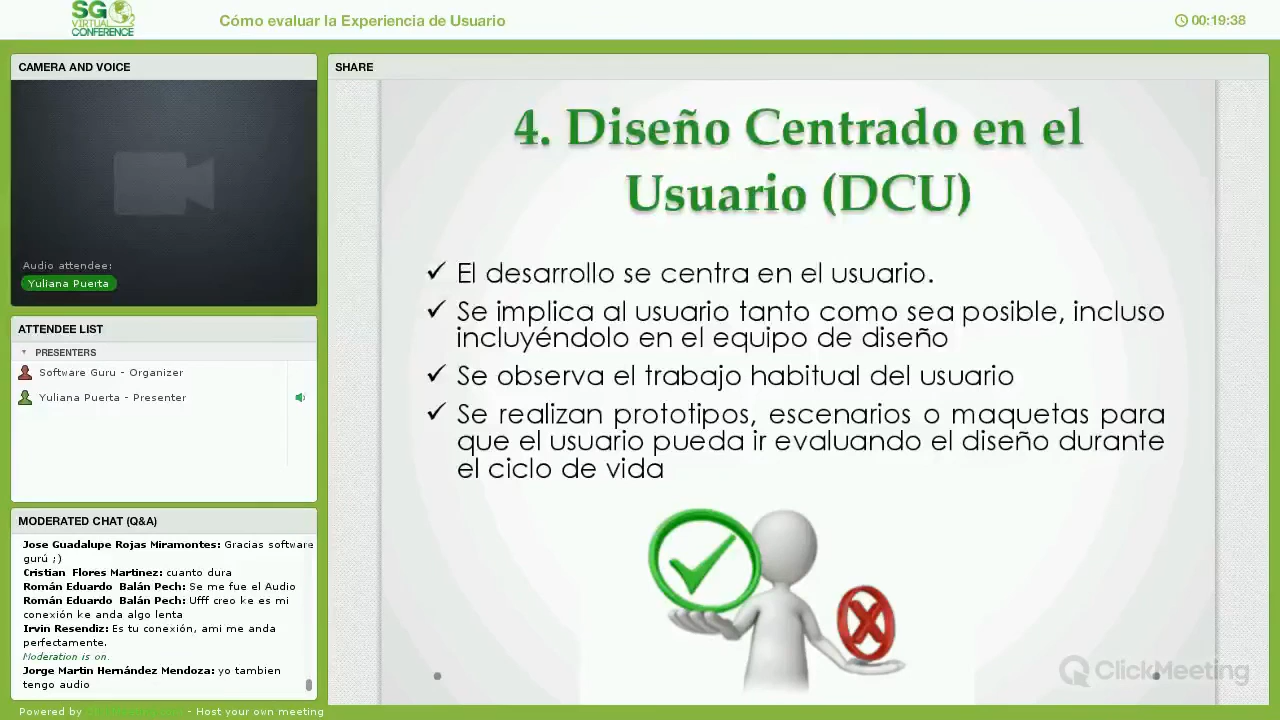 SG
VIRTUAL
CONFERENCE
Cómo evaluar la Experiencia de Usuario
00:19:38
CAMERA AND VOICE
Audio attendee:
Yuliana Puerta
ATTENDEE LIST
PRESENTERS
Software Guru - Organizer
Yuliana Puerta - Presenter
MODERATED CHAT (Q&A)
Jose Guadalupe Rojas Miramontes: Gracias software
gurú ;)
Cristian Flores Martinez: cuanto dura
Román Eduardo Balán Pech: Se me fue el Audio
Román Eduardo Balán Pech: Ufff creo ke es mi
conexión ke anda algo lenta
Irvin Resendiz: Es tu conexión, ami me anda
perfectamente.
Moderation is on.
Jorge Martin Hernández Mendoza: yo tambien
tengo audio
Powered by - Host your own meeting
SHARE
4. Diseño Centrado en el
Usuario (DCU)
✓ El desarrollo se centra en el usuario.
✓ Se implica al usuario tanto como sea posible, incluso
incluyéndolo en el equipo de diseño
✓ Se observa el trabajo habitual del usuario
✓ Se realizan prototipos, escenarios o maquetas para
que el usuario pueda ir evaluando el diseño durante
el ciclo de vida
ClickMeeting